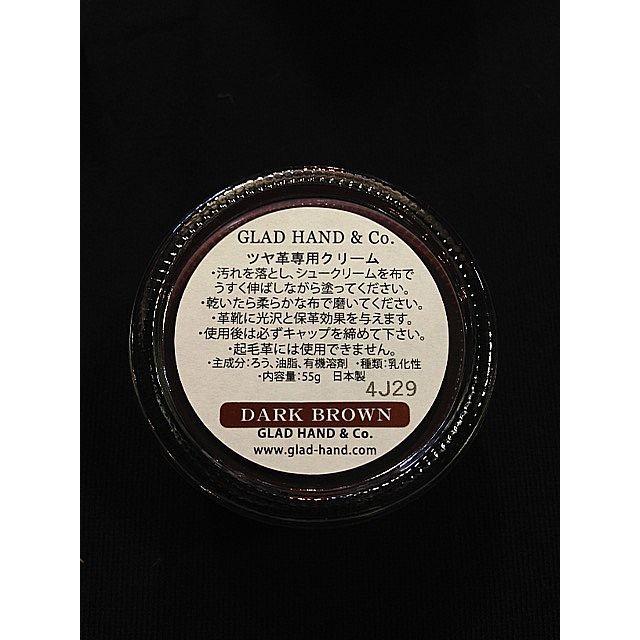 GLAD HAND & Co.
ツヤ革専用クリーム
・汚れを落とし、シュークリームを布で
うすく伸ばしながら塗ってください。
・乾いたら柔らかな布で磨いてください。
・革靴に光沢と保革効果を与えます。
・使用後は必ずキャップを締めて下さい。
・起毛革には使用できません。
・主成分：ろう、油脂、有機溶剤 ・種類：乳化性
・内容量：55g 日本製
4J29
DARK BROWN
GLAD HAND & Co.
www.glad-hand.com